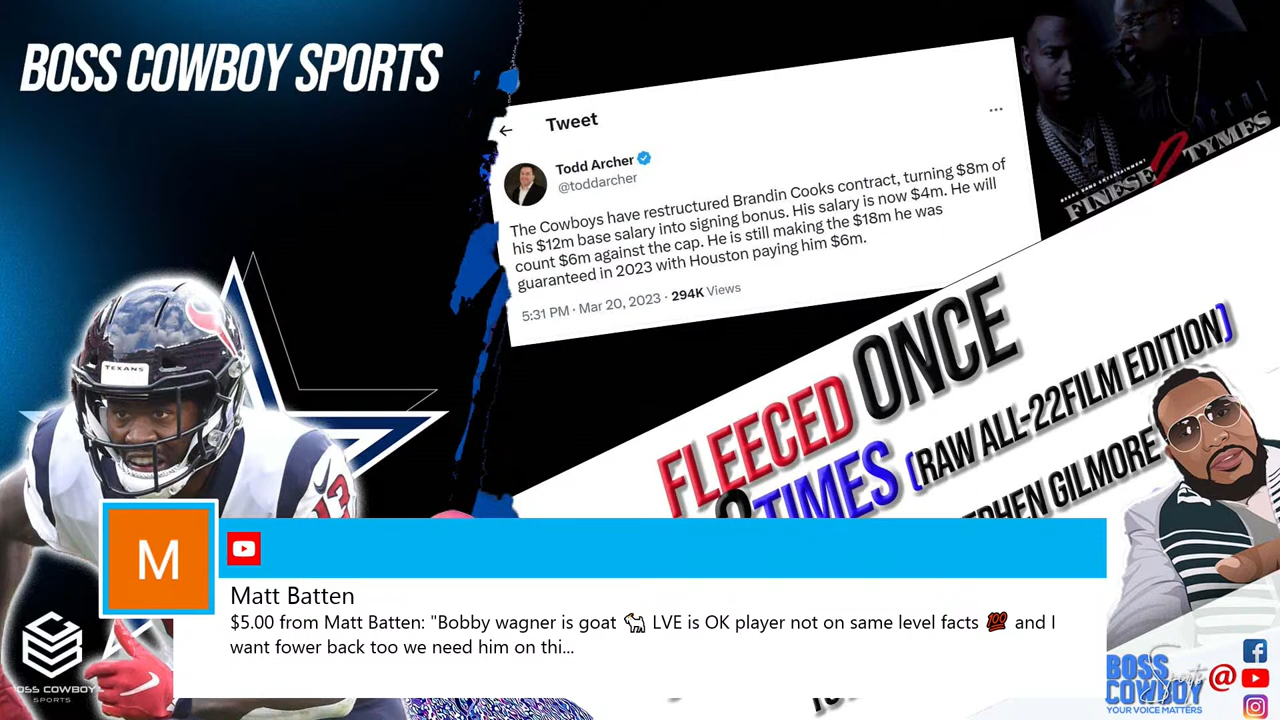 BOSS COWBOY SPORTS
Tweet
Todd Archer
@toddarcher
The Cowboys have restructured Brandin Cooks contract, turning $8m of
his $12m base salary into signing bonus. His salary is now $4m. He will
count $6m against the cap. He is still making the $18m he was
guaranteed in 2023 with Houston paying him $6m.
5:31 PM · Mar 20, 2023 · 294K Views
FINESE 2 TYMES
FLEECED ONCE
2TIMES (RAW ALL-22FILM EDITION)
STEPHEN GILMORE
TEXANS
M
Matt Batten
$5.00 from Matt Batten: "Bobby wagner is goat 🐐 LVE is OK player not on same level facts 💯 and I
want fower back too we need him on thi...
BOSS COWBOY
SPORTS
BOSS
COWBOY
Sports
@
YOUR VOICE MATTERS